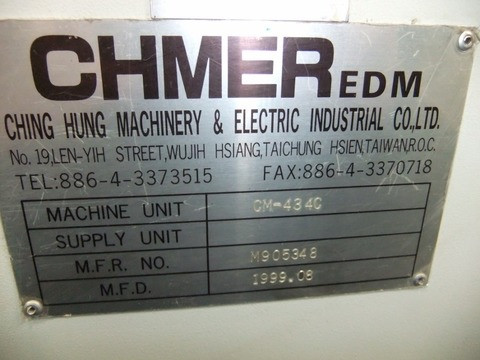 CHMER EDM
CHING HUNG MACHINERY & ELECTRIC INDUSTRIAL CO.,LTD.
No. 19,LEN-YIH STREET,WUJIH HSIANG,TAICHUNG HSIEN,TAIWAN,R.O.C.
TEL:886-4-3373515 FAX:886-4-3370718
MACHINE UNIT CM-434C
SUPPLY UNIT
M.F.R. NO. M905348
M.F.D. 1999.08